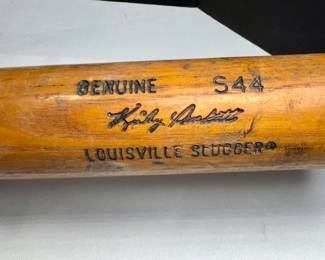 GENUINE S44
Kirby Puckett
LOUISVILLE SLUGGER®